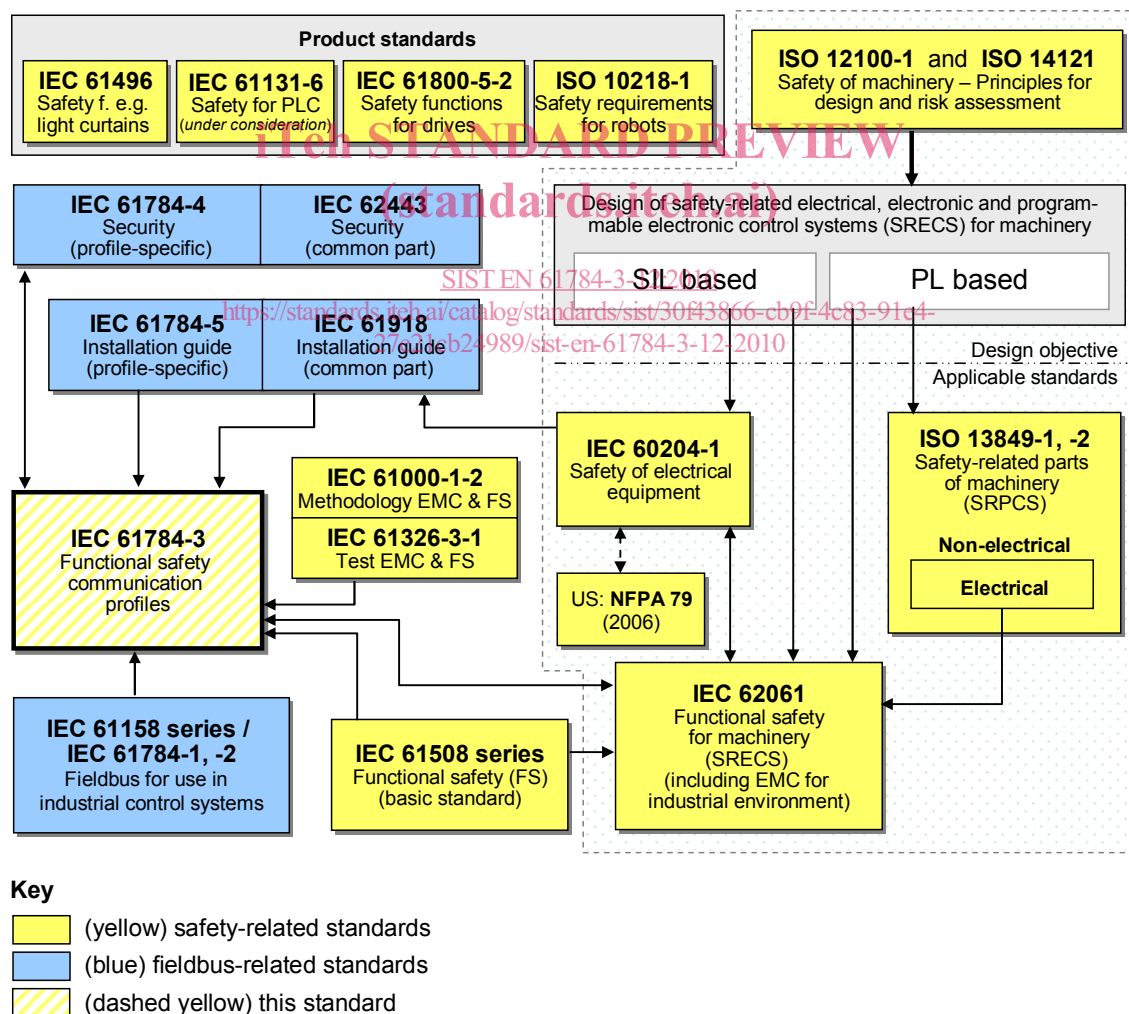 Product standards
IEC 61496
Safety f. e.g.
light curtains
IEC 61131-6
Safety for PLC
(under consideration)
IEC 61800-5-2
Safety functions
for drives
ISO 10218-1
Safety requirements
for robots
ISO 12100-1 and ISO 14121
Safety of machinery – Principles for
design and risk assessment
iTeh STANDARD PREVIEW
(standards.iteh.ai)
IEC 61784-4
Security
(profile-specific)
IEC 62443
Security
(common part)
Design of safety-related electrical, electronic and program-
mable electronic control systems (SRECS) for machinery
SIL based
PL based
SIST EN 61784-3-12:2010
https://standards.iteh.ai/catalog/standards/sist/30f43866-cb9f-4c83-91e4-
IEC 61784-5
Installation guide
(profile-specific)
IEC 61918
Installation guide
(common part)
Design objective
Applicable standards
IEC 60204-1
Safety of electrical
equipment
ISO 13849-1, -2
Safety-related parts
of machinery
(SRPCS)
Non-electrical
Electrical
IEC 61000-1-2
Methodology EMC & FS
IEC 61326-3-1
Test EMC & FS
IEC 61784-3
Functional safety
communication
profiles
US: NFPA 79
(2006)
IEC 61158 series /
IEC 61784-1, -2
Fieldbus for use in
industrial control systems
IEC 61508 series
Functional safety (FS)
(basic standard)
IEC 62061
Functional safety
for machinery
(SRECS)
(including EMC for
industrial environment)
Key
(yellow) safety-related standards
(blue) fieldbus-related standards
(dashed yellow) this standard